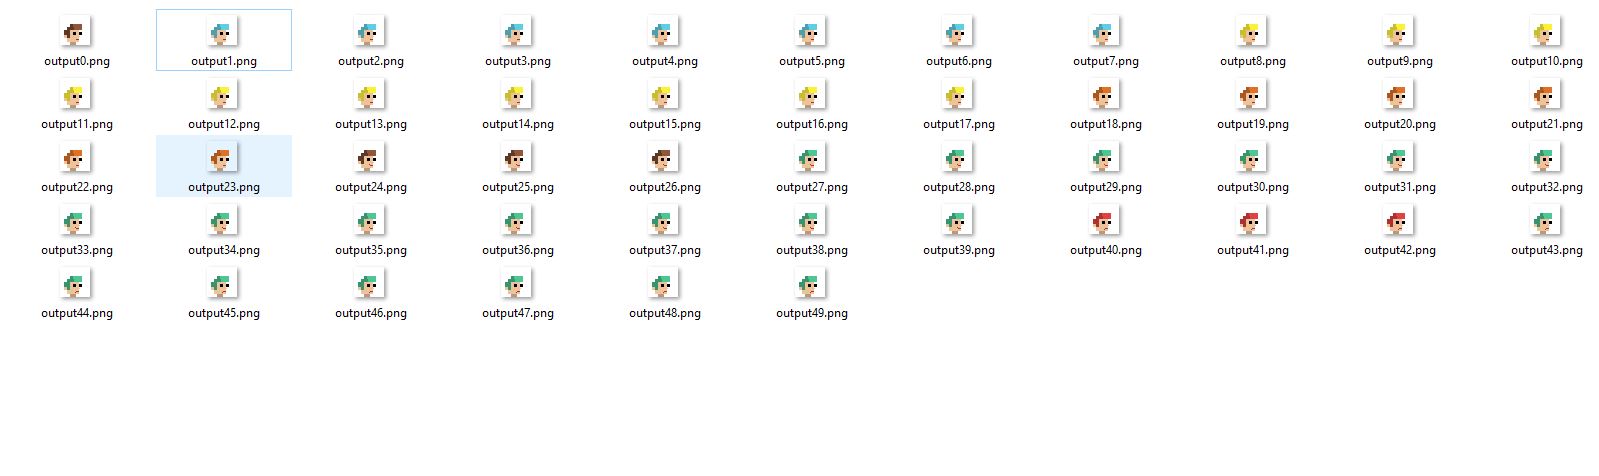 output0.png output1.png output2.png output3.png output4.png output5.png output6.png output7.png output8.png output9.png output10.png
output11.png output12.png output13.png output14.png output15.png output16.png output17.png output18.png output19.png output20.png output21.png
output22.png output23.png output24.png output25.png output26.png output27.png output28.png output29.png output30.png output31.png output32.png
output33.png output34.png output35.png output36.png output37.png output38.png output39.png output40.png output41.png output42.png output43.png
output44.png output45.png output46.png output47.png output48.png output49.png